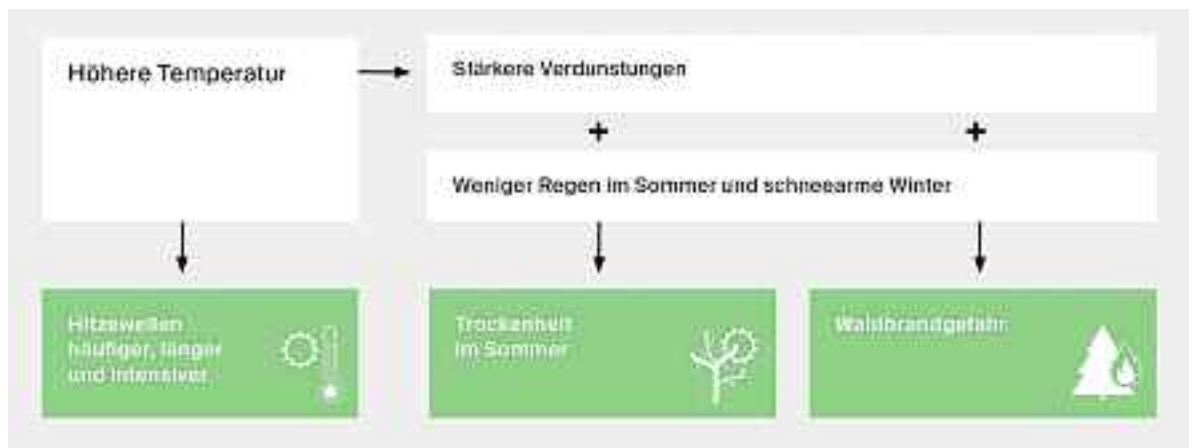 Höhere Temperatur
Stärkere Verdunstungen
+
+
Weniger Regen im Sommer und schneearme Winter
Hitzewellen
häufiger, länger
und intensiver
Trockenheit
im Sommer
Waldbrandgefahr